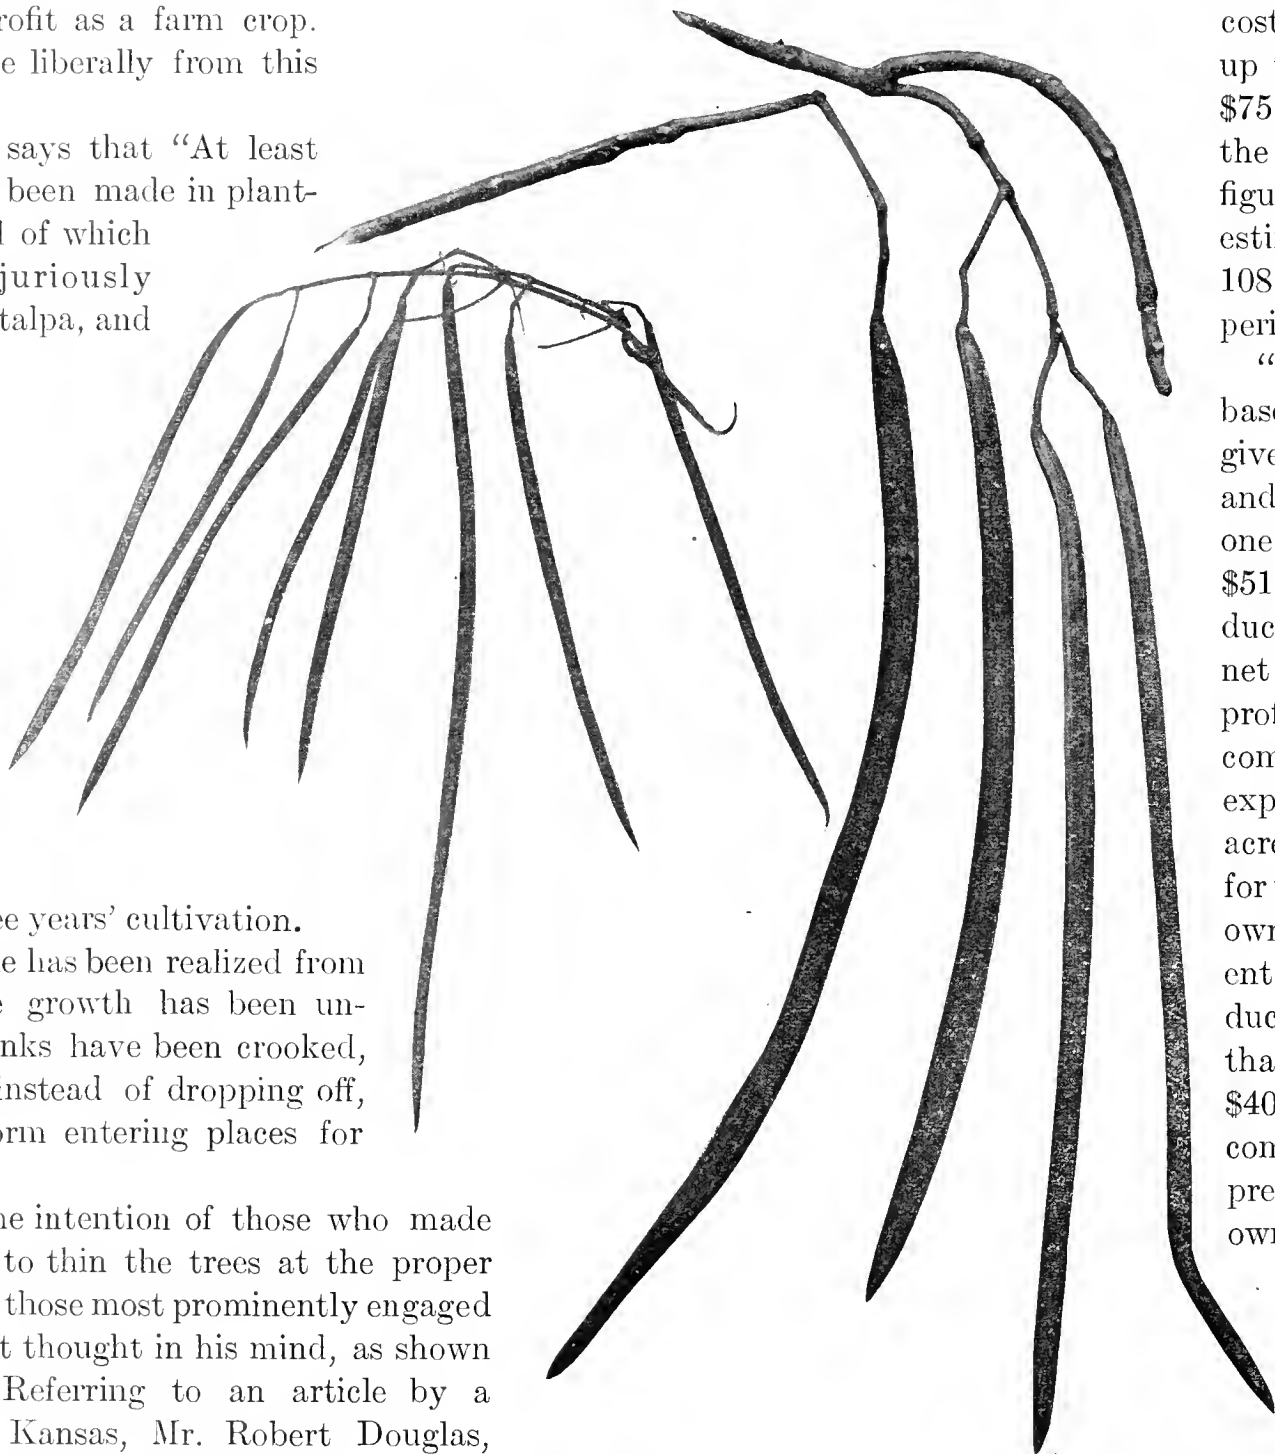 rofit as a farm crop.
e liberally from this
says that “At least
been made in plant-
l of which
juriously
talpa, and
ee years’ cultivation.
e has been realized from
e growth has been un-
nks have been crooked,
instead of dropping off,
orm entering places for
ne intention of those who made
to thin the trees at the proper
those most prominently engaged
t thought in his mind, as shown
Referring to an article by a
Kansas, Mr. Robert Douglas,
cost
up
$75
the
figu
esti
108
peri
“
base
give
and
one
$51
duc
net
prof
com
exp
acre
for
own
ent
duc
tha
$40
com
pre
own